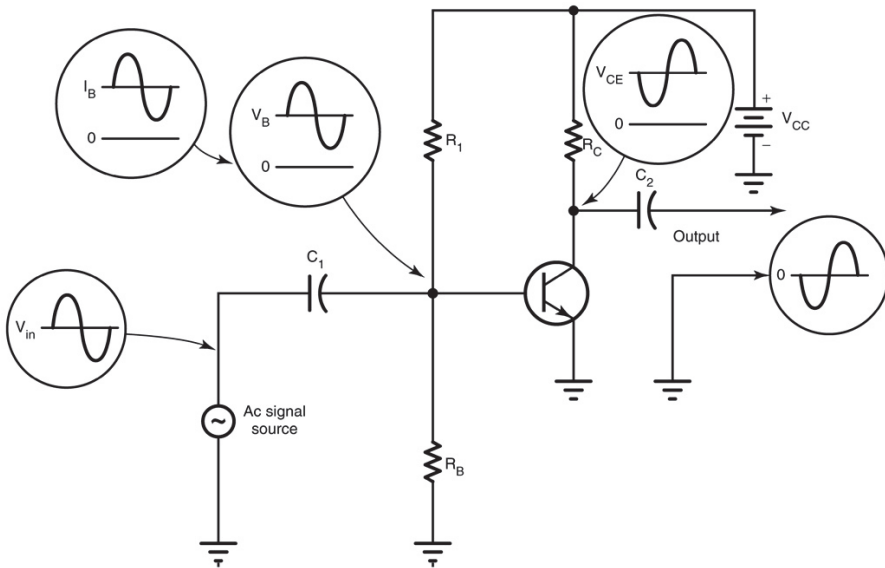 V_CE
0
I_B
0
V_B
0
R_1
R_C
+
−
V_CC
C_2
Output
0
C_1
V_in
Ac signal
source
~
R_B